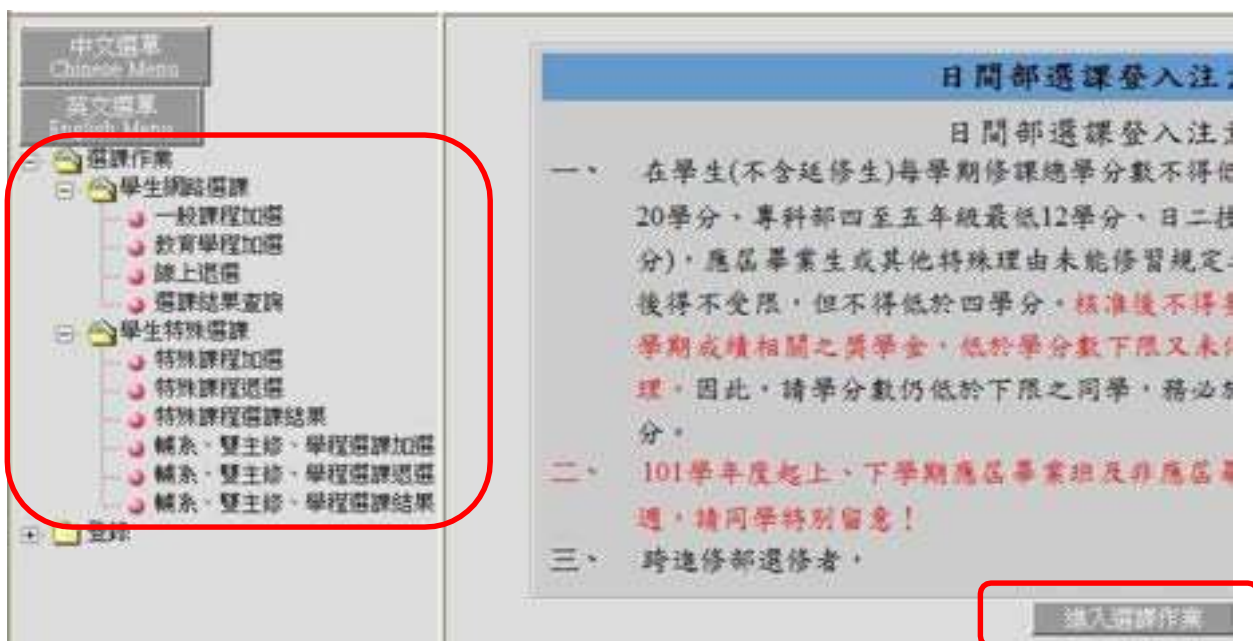 中文選單
Chinese Menu
英文選單
English Menu
選課作業
學生網路選課
一般課程加選
教育學程加選
線上退選
選課結果查詢
學生特殊選課
特殊課程加選
特殊課程退選
特殊課程選課結果
輔系、雙主修、學程選課加選
輔系、雙主修、學程選課退選
輔系、雙主修、學程選課結果
登錄
日間部選課登入注
日間部選課登入注
一、 在學生(不含延修生)每學期修課總學分數不得低
20學分、專科部四至五年級最低12學分、日二技
分)，應屆畢業生或其他特殊理由未能修習規定
後得不受限，但不得低於四學分。核准後不得
學期成績相關之獎學金，低於學分數下限又未
理。因此，請學分數仍低於下限之同學，務必
分。
二、 101學年度起上、下學期應屆畢業班及非應屆
週，請同學特別留意！
三、 跨進修部選修者，
進入選課作業